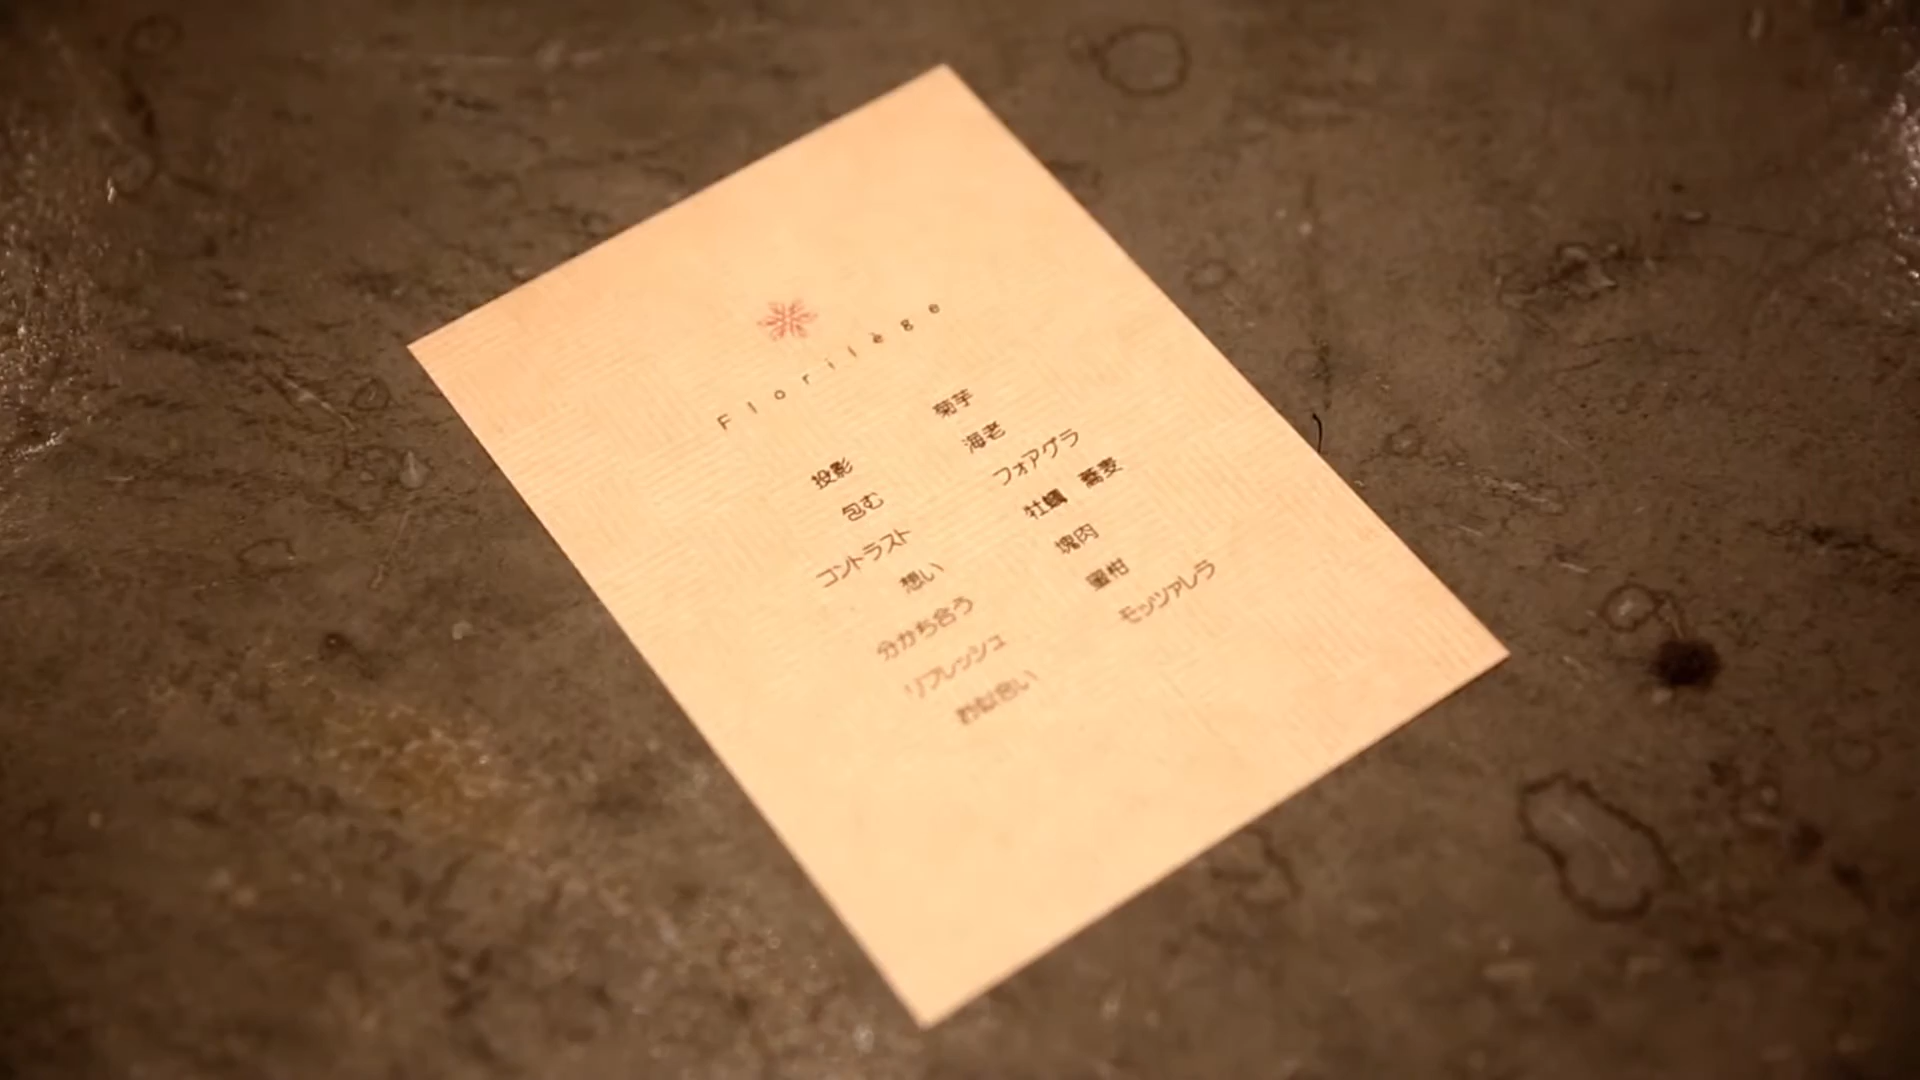 Florilège
投影 菊芋
包む 海老
コントラスト フォアグラ
想い 牡蠣 蕎麦
分かち合う 塊肉
リフレッシュ 蜜柑
お似合い モッツァレラ